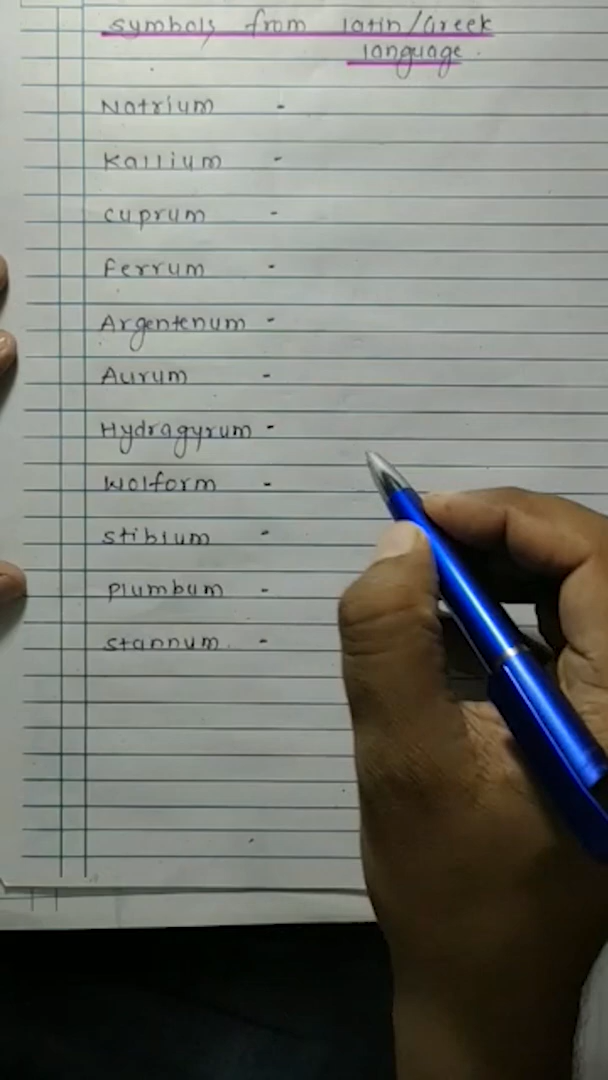 symbols from latin/Greek
language.
Natrium -
Kallium -
cuprum -
Ferrum -
Argentenum -
Aurum -
Hydragyrum -
Wolform -
stibium -
plumbum -
stannum. -